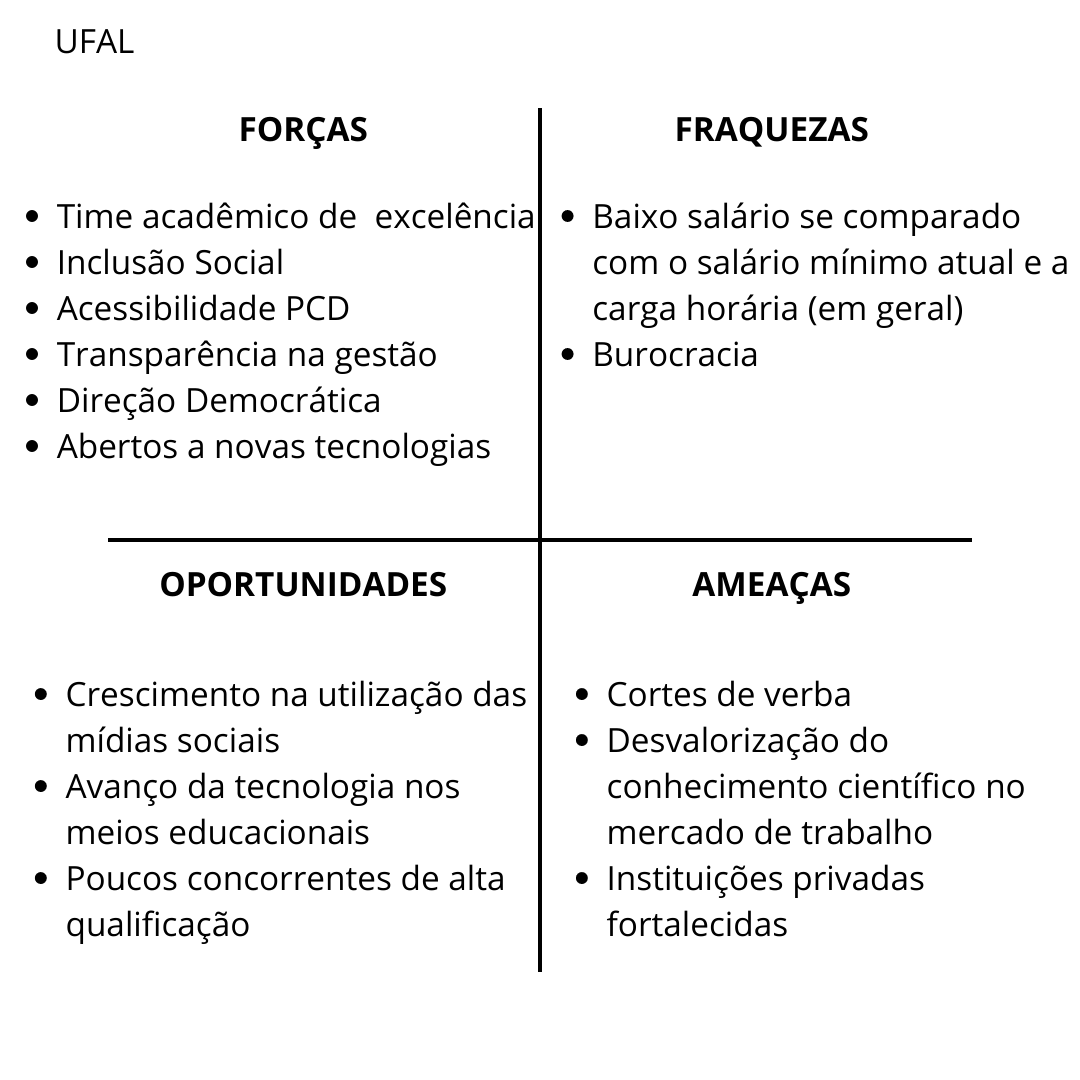 UFAL
FORÇAS
• Time acadêmico de  excelência
• Inclusão Social
• Acessibilidade PCD
• Transparência na gestão
• Direção Democrática
• Abertos a novas tecnologias
FRAQUEZAS
• Baixo salário se comparado
com o salário mínimo atual e a
carga horária (em geral)
• Burocracia
OPORTUNIDADES
• Crescimento na utilização das
mídias sociais
• Avanço da tecnologia nos
meios educacionais
• Poucos concorrentes de alta
qualificação
AMEAÇAS
• Cortes de verba
• Desvalorização do
conhecimento científico no
mercado de trabalho
• Instituições privadas
fortalecidas